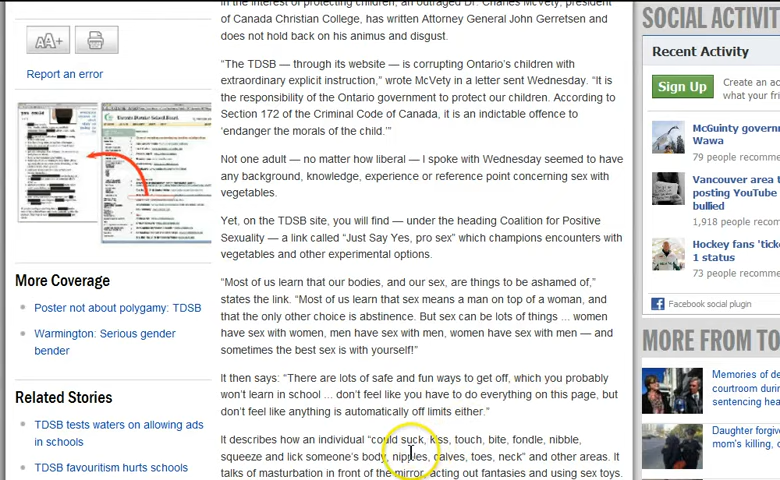 In the interest of protecting children, an outraged Dr. Charles McVety, president
of Canada Christian College, has written Attorney General John Gerretsen and
does not hold back on his animus and disgust.
“The TDSB — through its website — is corrupting Ontario’s children with
extraordinary explicit instruction,” wrote McVety in a letter sent Wednesday. “It is
the responsibility of the Ontario government to protect our children. According to
Section 172 of the Criminal Code of Canada, it is an indictable offence to
‘endanger the morals of the child.’”
Not one adult — no matter how liberal — I spoke with Wednesday seemed to have
any background, knowledge, experience or reference point concerning sex with
vegetables.
Yet, on the TDSB site, you will find — under the heading Coalition for Positive
Sexuality — a link called “Just Say Yes, pro sex” which champions encounters with
vegetables and other experimental options.
“Most of us learn that our bodies, and our sex, are things to be ashamed of,”
states the link. “Most of us learn that sex means a man on top of a woman, and
that the only other choice is abstinence. But sex can be lots of things ... women
have sex with women, men have sex with men, women have sex with men — and
sometimes the best sex is with yourself!”
It then says: “There are lots of safe and fun ways to get off, which you probably
won’t learn in school ... don’t feel like you have to do everything on this page, but
don’t feel like anything is automatically off limits either.”
It describes how an individual “could suck, kiss, touch, bite, fondle, nibble,
squeeze and lick someone’s body, nipples, calves, toes, neck” and other areas. It
talks of masturbation in front of the mirror, acting out fantasies and using sex toys.
AA+
Report an error
More Coverage
Poster not about polygamy: TDSB
Warmington: Serious gender
bender
Related Stories
TDSB tests waters on allowing ads
in schools
TDSB favouritism hurts schools
SOCIAL ACTIVIT
Recent Activity
Sign Up
Create an ac
what your frie
McGuinty govern
Wawa
79 people recomme
Vancouver area t
posting YouTube
bullied
1,918 people recom
Hockey fans 'ticke
1 status
73 people recomme
Facebook social plugin
MORE FROM TO
Memories of de
courtroom durin
sentencing hea
Daughter forgive
mom's killing, c